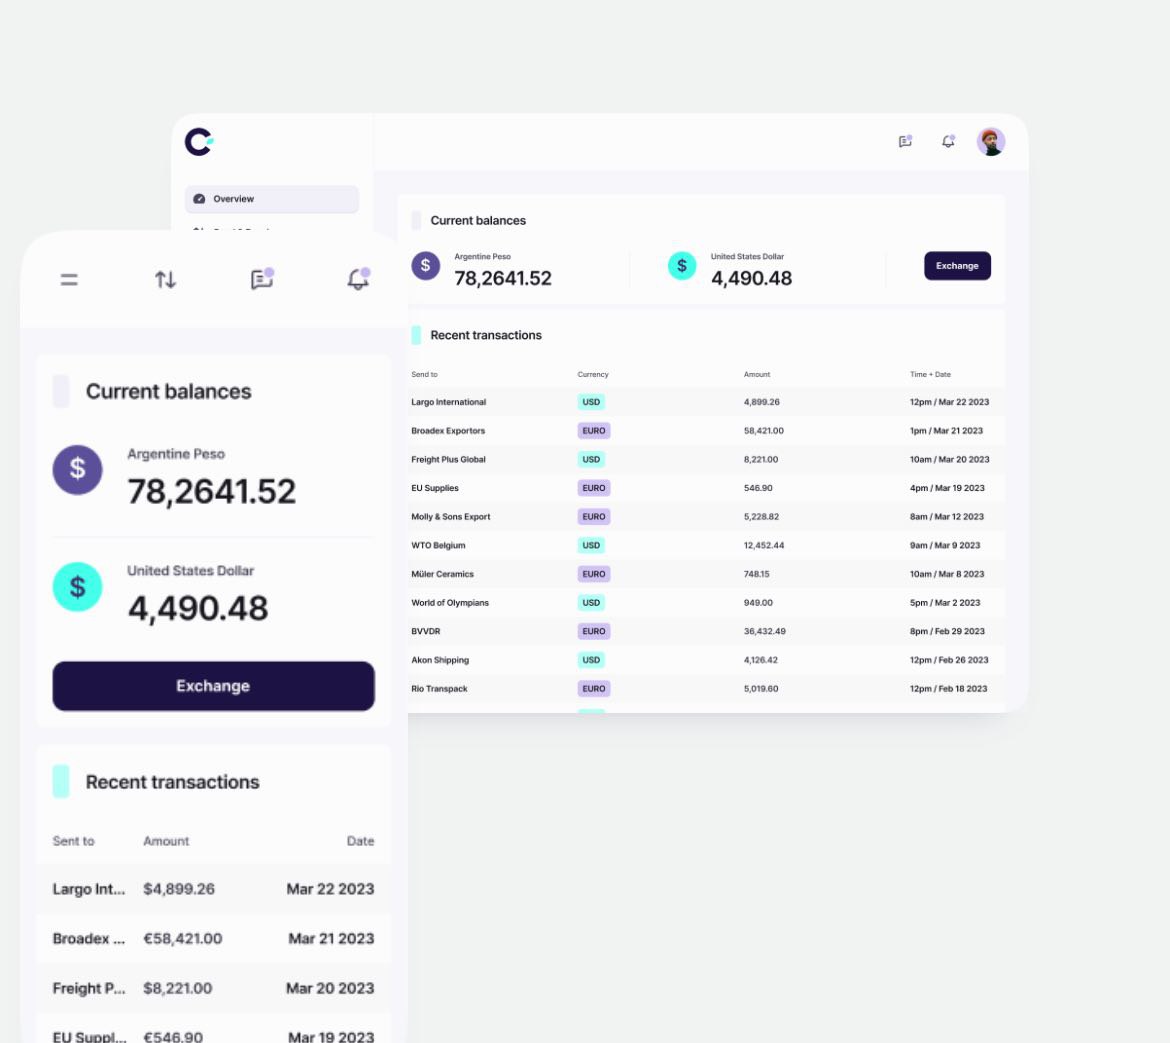 Overview
Current balances
Argentine Peso
78,2641.52
United States Dollar
4,490.48
Exchange
Recent transactions
Send to Currency Amount Time + Date
Largo International USD 4,899.26 12pm / Mar 22 2023
Broadex Exportors EURO 58,421.00 1pm / Mar 21 2023
Freight Plus Global USD 8,221.00 10am / Mar 20 2023
EU Supplies EURO 546.90 4pm / Mar 19 2023
Molly & Sons Export EURO 5,228.82 8am / Mar 12 2023
WTO Belgium USD 12,452.44 9am / Mar 9 2023
Müler Ceramics EURO 748.15 10am / Mar 8 2023
World of Olympians USD 949.00 5pm / Mar 2 2023
BVVDR EURO 36,432.49 8pm / Feb 29 2023
Akon Shipping USD 4,126.42 12pm / Feb 26 2023
Rio Transpack EURO 5,019.60 12pm / Feb 18 2023
Current balances
$ Argentine Peso
78,2641.52
$ United States Dollar
4,490.48
Exchange
Recent transactions
Sent to Amount Date
Largo Int... $4,899.26 Mar 22 2023
Broadex ... €58,421.00 Mar 21 2023
Freight P... $8,221.00 Mar 20 2023
EU Suppl... €546.90 Mar 19 2023